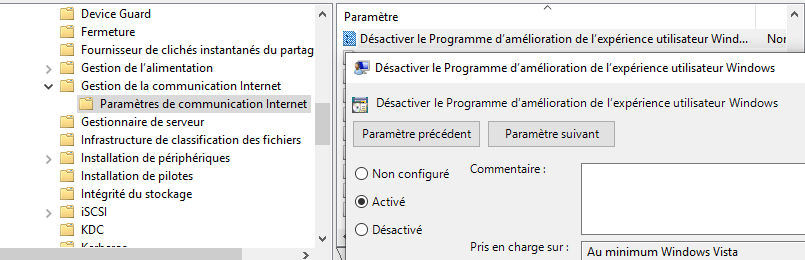 Device Guard
Fermeture
Fournisseur de clichés instantanés du partag
Gestion de l'alimentation
Gestion de la communication Internet
Paramètres de communication Internet
Gestionnaire de serveur
Infrastructure de classification des fichiers
Installation de périphériques
Installation de pilotes
Intégrité du stockage
iSCSI
KDC
Kerberos
Paramètre
Désactiver le Programme d'amélioration de l'expérience utilisateur Wind... Non
Désactiver le Programme d'amélioration de l'expérience utilisateur Windows
Désactiver le Programme d'amélioration de l'expérience utilisateur Windows
Paramètre précédent Paramètre suivant
Non configuré Commentaire :
Activé
Désactivé
Pris en charge sur : Au minimum Windows Vista